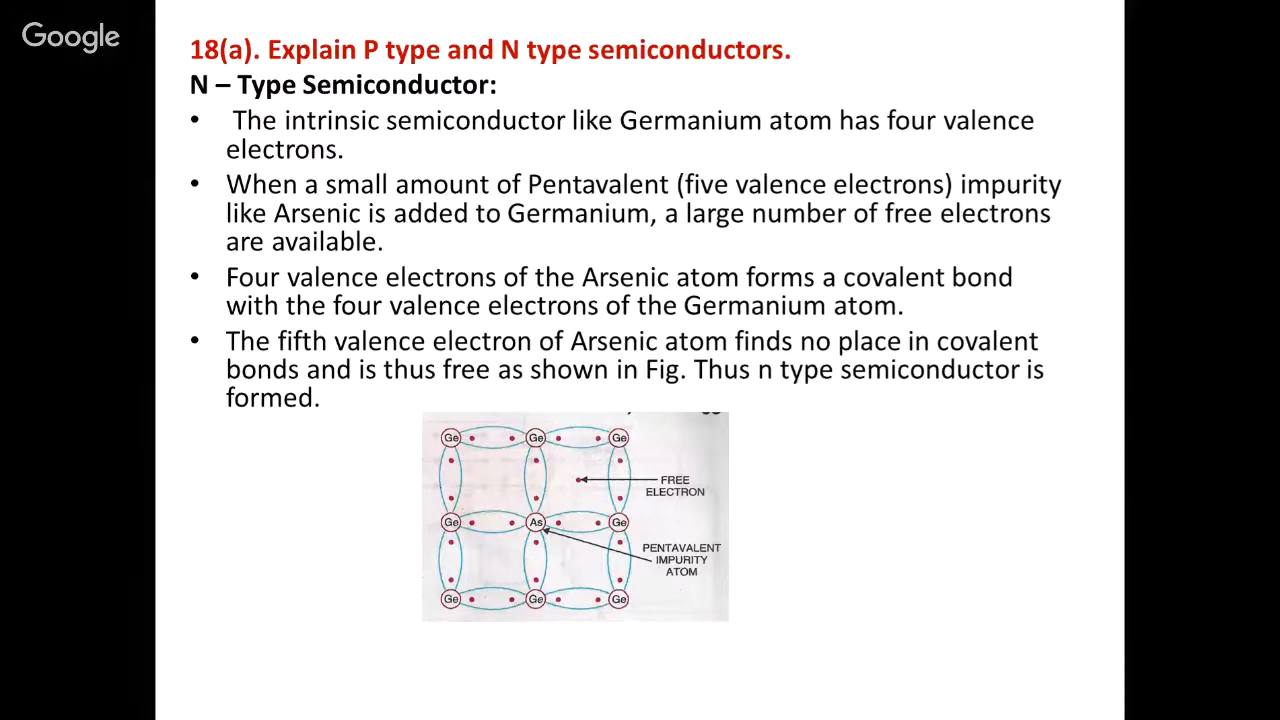 Google
18(a). Explain P type and N type semiconductors.
N – Type Semiconductor:
• The intrinsic semiconductor like Germanium atom has four valence
electrons.
• When a small amount of Pentavalent (five valence electrons) impurity
like Arsenic is added to Germanium, a large number of free electrons
are available.
• Four valence electrons of the Arsenic atom forms a covalent bond
with the four valence electrons of the Germanium atom.
• The fifth valence electron of Arsenic atom finds no place in covalent
bonds and is thus free as shown in Fig. Thus n type semiconductor is
formed.
Ge Ge Ge
FREE
ELECTRON
Ge As Ge
PENTAVALENT
IMPURITY
ATOM
Ge Ge Ge